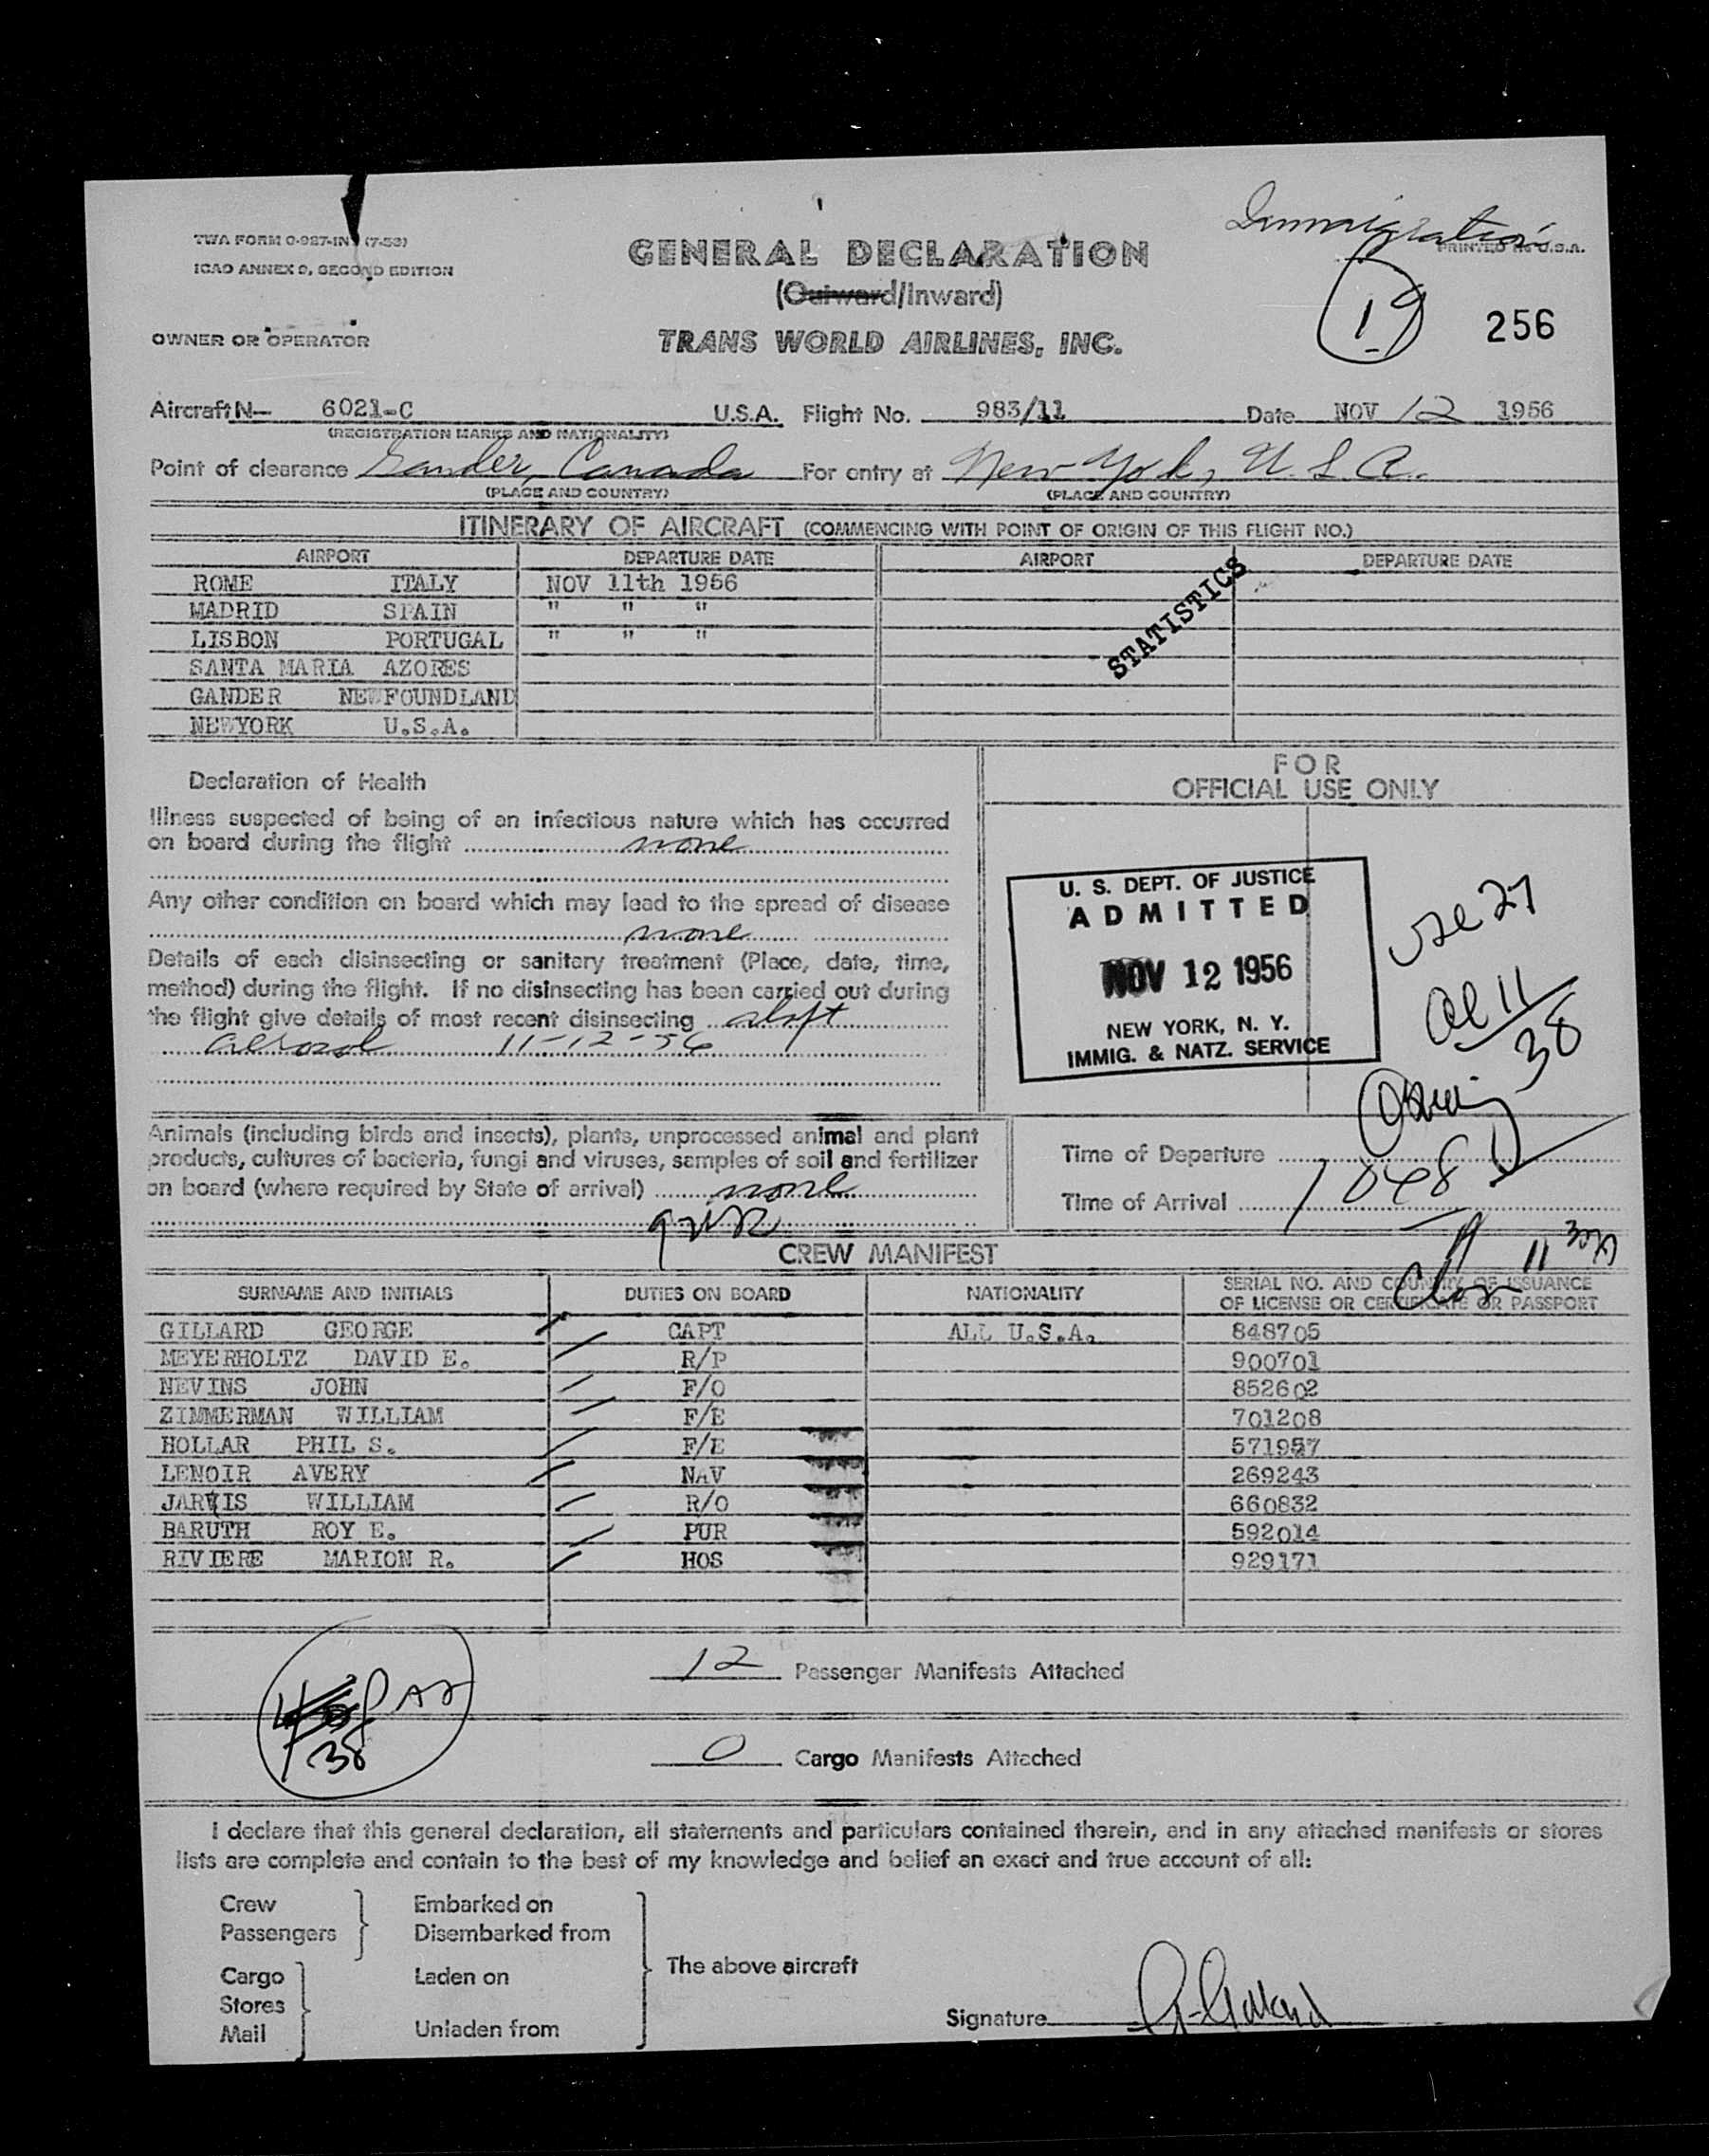 Immigration
TWA FORM O-987-IN (7-53)
PRINTED IN U.S.A.
ICAO ANNEX 9, SECOND EDITION
GENERAL DECLARATION
(Outward/Inward)
19
256
OWNER OR OPERATOR
TRANS WORLD AIRLINES, INC.
Aircraft N- 6021-C U.S.A. Flight No. 983/11 Date NOV 12 1956
(REGISTRATION MARKS AND NATIONALITY)
Point of clearance Gander, Canada For entry at New York, U.S.A.
(PLACE AND COUNTRY) (PLACE AND COUNTRY)
ITINERARY OF AIRCRAFT (COMMENCING WITH POINT OF ORIGIN OF THIS FLIGHT NO.)
AIRPORT DEPARTURE DATE AIRPORT DEPARTURE DATE
ROME ITALY NOV 11th 1956
MADRID SPAIN " " "
LISBON PORTUGAL " " "
SANTA MARIA AZORES
GANDER NEWFOUNDLAND
NEWYORK U.S.A.
STATISTICS
Declaration of Health
Illness suspected of being of an infectious nature which has occurred
on board during the flight none
Any other condition on board which may lead to the spread of disease
none
Details of each disinsecting or sanitary treatment (Place, date, time,
method) during the flight. If no disinsecting has been carried out during
the flight give details of most recent disinsecting aloft
aerosol 11-12-56
FOR
OFFICIAL USE ONLY
U. S. DEPT. OF JUSTICE
ADMITTED
NOV 12 1956
NEW YORK, N. Y.
IMMIG. & NATZ. SERVICE
27
11
38
Animals (including birds and insects), plants, unprocessed animal and plant
products, cultures of bacteria, fungi and viruses, samples of soil and fertilizer
on board (where required by State of arrival) none
Time of Departure
Time of Arrival 1048
CREW MANIFEST
SURNAME AND INITIALS DUTIES ON BOARD NATIONALITY SERIAL NO. AND COUNTRY OF ISSUANCE
OF LICENSE OR CERTIFICATE OR PASSPORT
GILLARD GEORGE CAPT ALL U.S.A. 848705
MEYERHOLTZ DAVID E. R/P 900701
NEVINS JOHN F/O 852602
ZIMMERMAN WILLIAM F/E 701208
HOLLAR PHIL S. F/E 571957
LENOIR AVERY NAV 269243
JARVIS WILLIAM R/O 660832
BARUTH ROY E. PUR 592014
RIVIERE MARION R. HOS 929171
12 Passenger Manifests Attached
38
0 Cargo Manifests Attached
I declare that this general declaration, all statements and particulars contained therein, and in any attached manifests or stores
lists are complete and contain to the best of my knowledge and belief an exact and true account of all:
Crew
Passengers
Embarked on
Disembarked from
Cargo
Stores
Mail
Laden on
Unladen from
The above aircraft
Signature G. Gillard